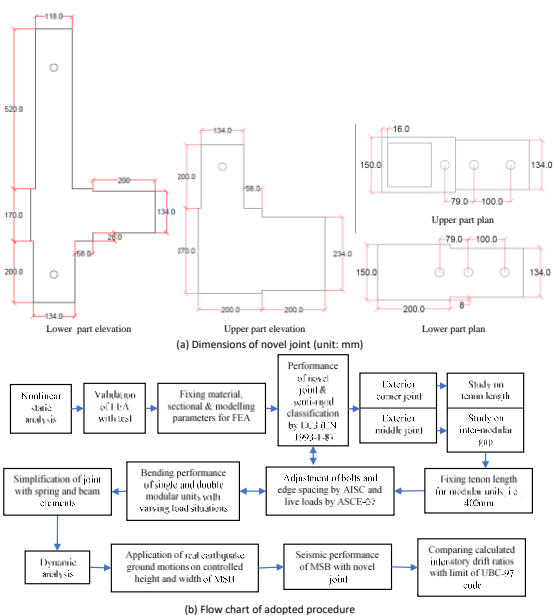 118.0
520.0
200
170.0
134.0
28.0
58.0
200.0
134.0
Lower part elevation
134.0
200.0
58.0
270.0
234.0
200.0
200.0
Upper part elevation
16.0
150.0
134.0
79.0
100.0
Upper part plan
79.0
100.0
150.0
134.0
200.0
8
Lower part plan
(a) Dimensions of novel joint (unit: mm)
Nonlinear
static
analysis
Validation
of FEA
with test
Fixing material,
sectional & modelling
parameters for FEA
Performance
of novel
joint &
semi-rigid
classification
by EC3 (EN
1993-1-8)
Exterior
corner joint
Exterior
middle joint
Study on
tenon length
Study on
inter-modular
gap
Simplification of joint
with spring and beam
elements
Bending performance
of single and double
modular units with
varying load situations
Adjustment of bolts and
edge spacing by AISC and
live loads by ASCE-07
Fixing tenon length
for modular units, i.e.,
400mm
Dynamic
analysis
Application of real earthquake
ground motions on controlled
height and width of MSB
Seismic performance
of MSB with novel
joint
Comparing calculated
inter-story drift ratios
with limit of UBC-97 code
(b) Flow chart of adopted procedure